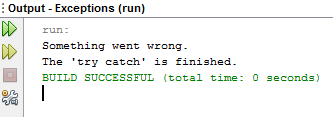 Output - Exceptions (run)
run:
Something went wrong.
The 'try catch' is finished.
BUILD SUCCESSFUL (total time: 0 seconds)